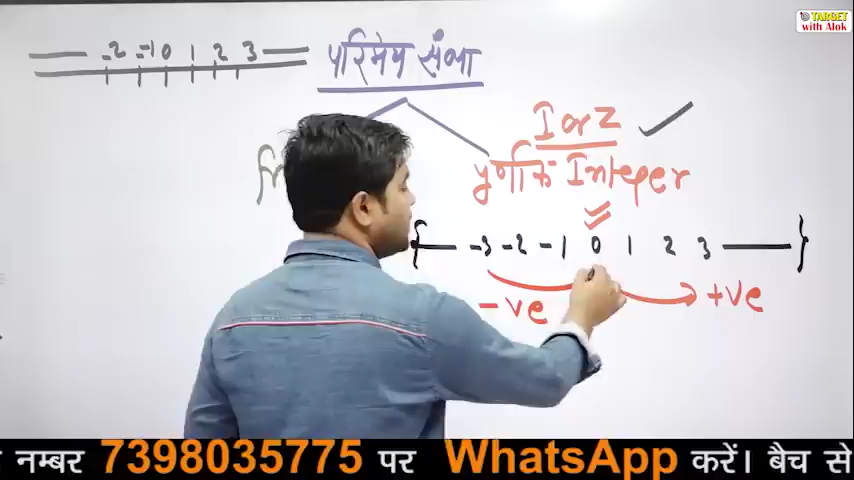 TARGET
with Alok
-2 -1 0 1 2 3
परिमेय संख्या
I or Z
पूर्णांक Integer
{ -3 -2 -1 0 1 2 3 }
-ve +ve
नम्बर 7398035775 पर WhatsApp करें। बैच से